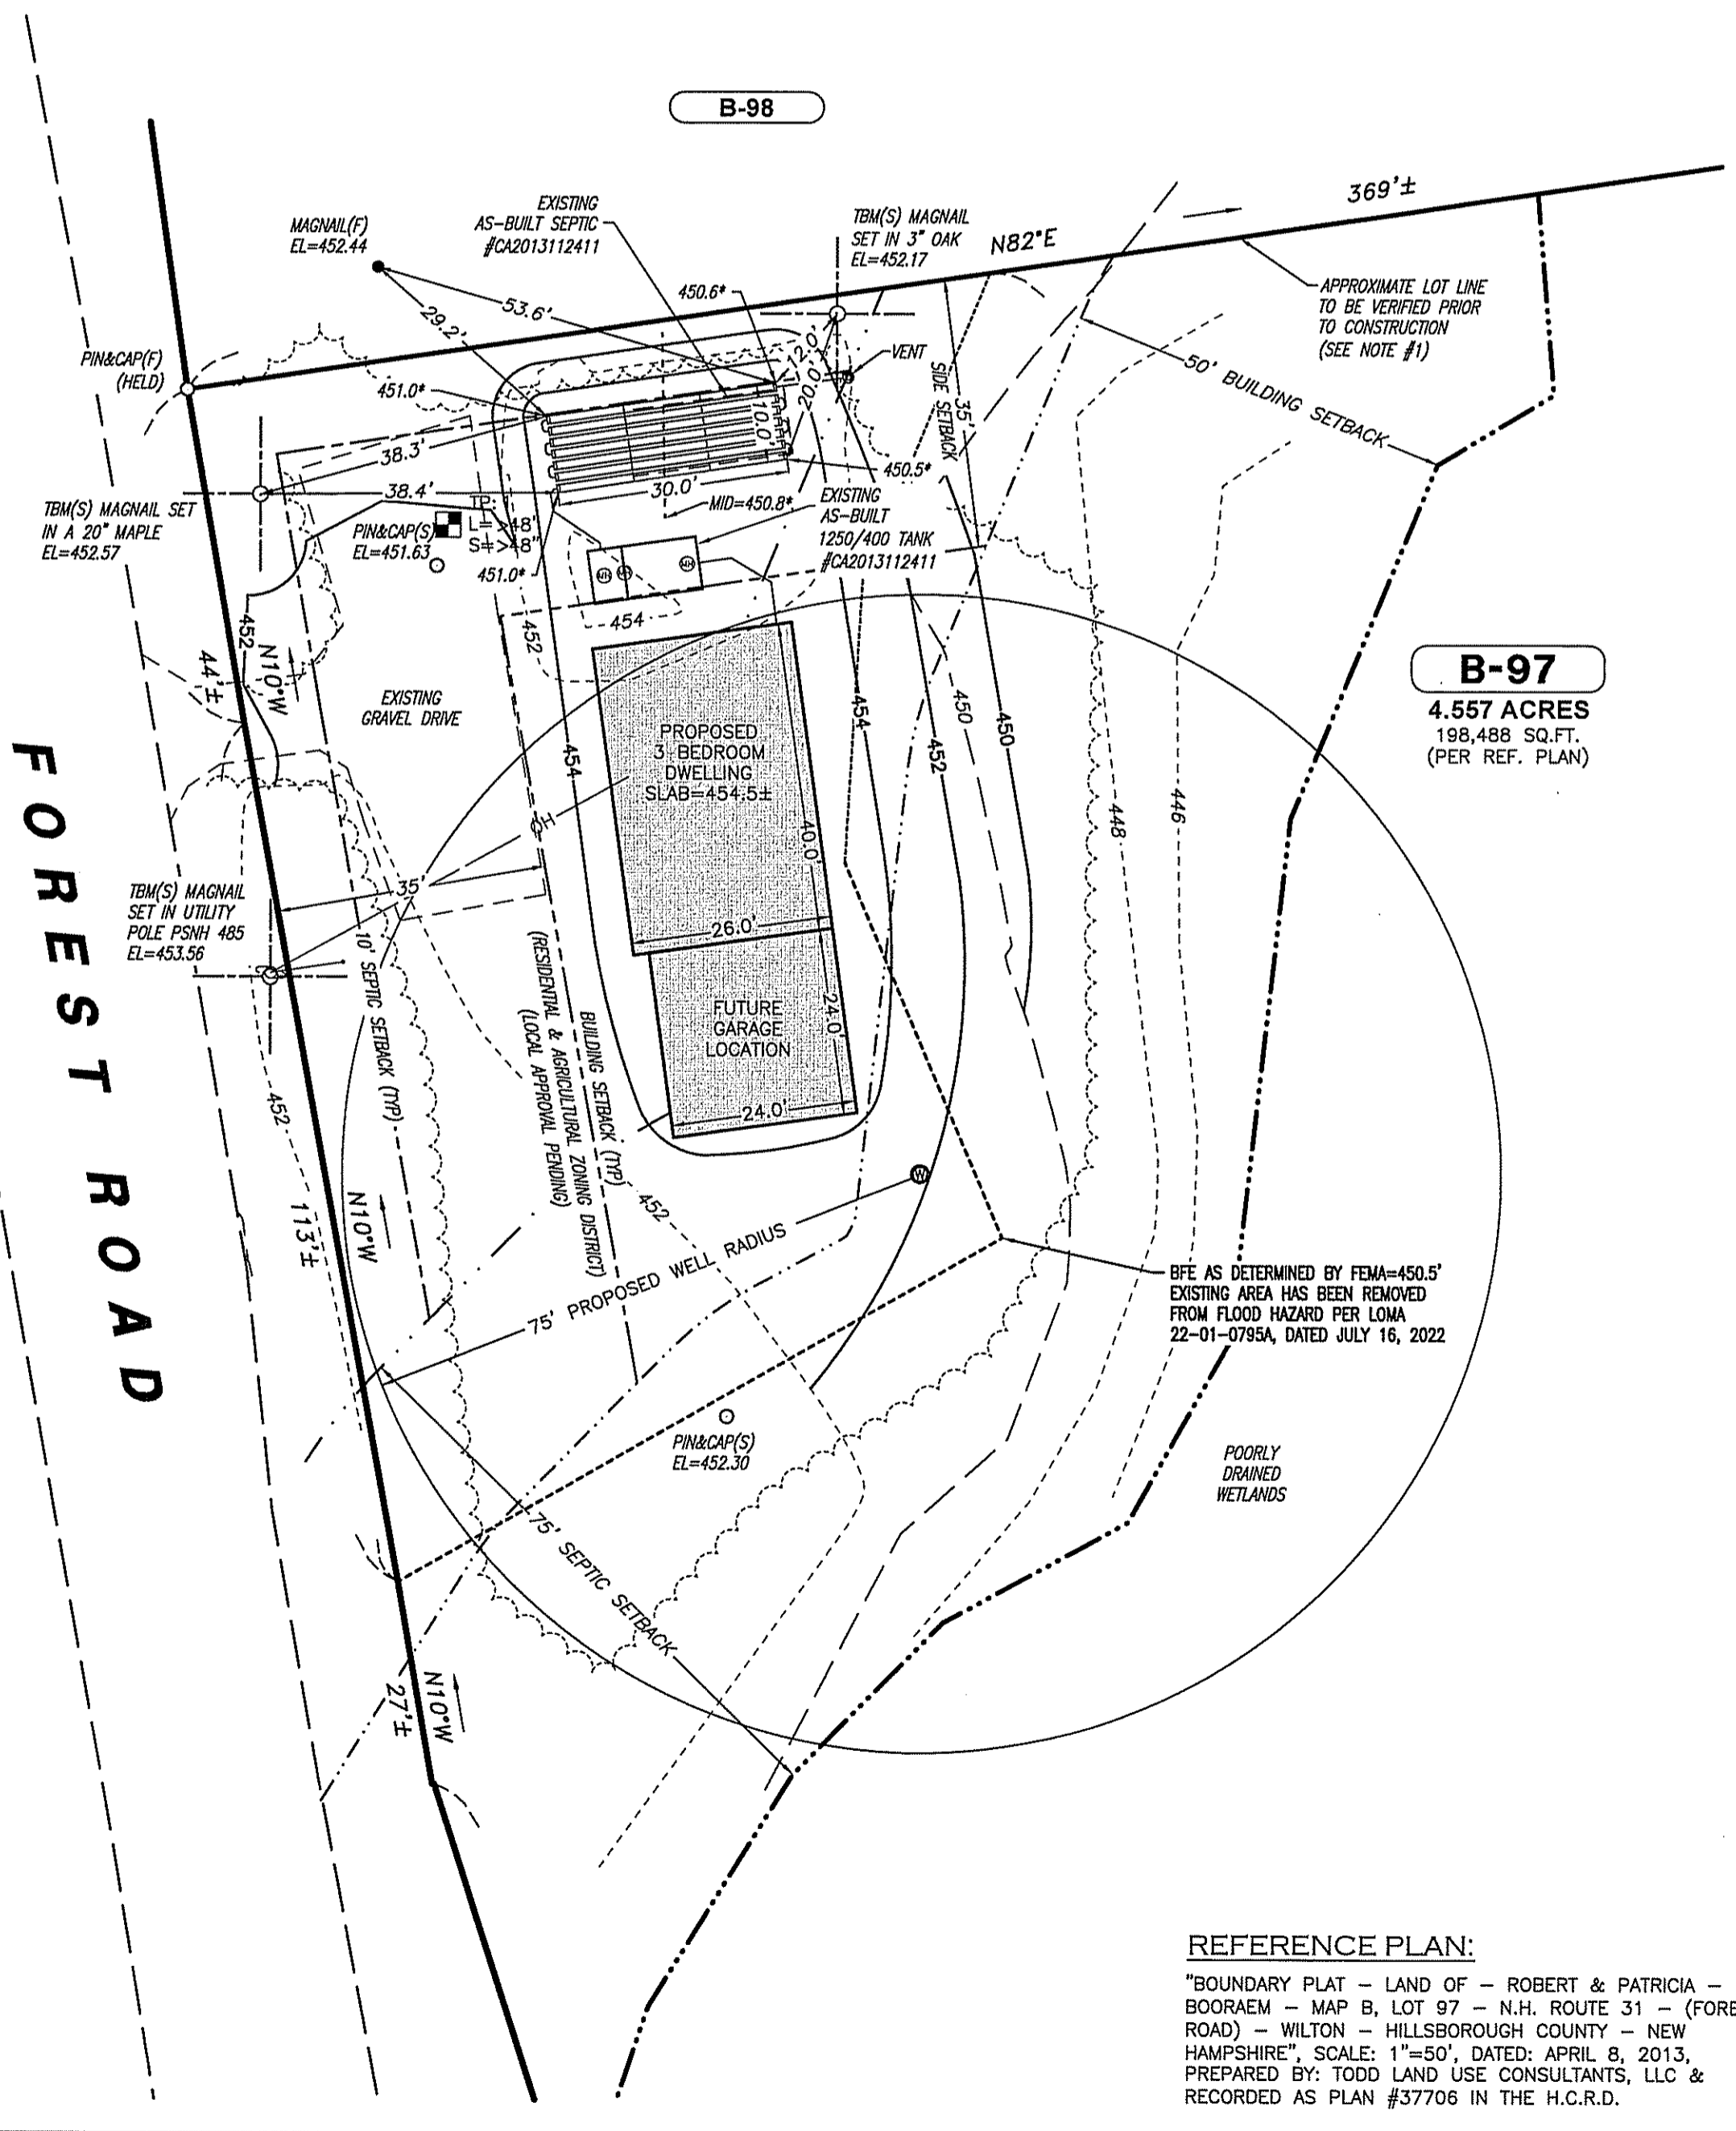 B-98
369'±
N82°E
MAGNAIL(F)
EL=452.44
EXISTING
AS-BUILT SEPTIC
#CA2013112411
TBM(S) MAGNAIL
SET IN 3" OAK
EL=452.17
APPROXIMATE LOT LINE
TO BE VERIFIED PRIOR
TO CONSTRUCTION
(SEE NOTE #1)
450.6*
53.6'
29.2'
12.0'
20.0'
VENT
PIN&CAP(F)
(HELD)
451.0*
10.0'
SIDE SETBACK
35'
50' BUILDING SETBACK
38.3'
38.4'
30.0'
450.5*
MID=450.8*
TBM(S) MAGNAIL SET
IN A 20" MAPLE
EL=452.57
PIN&CAP(S)
EL=451.63
TP: 1
L= >48"
S= >48"
451.0*
EXISTING
AS-BUILT
1250/400 TANK
#CA2013112411
MH
MH
MH
454
452
452
44'±
N10°W
EXISTING
GRAVEL DRIVE
454
PROPOSED
3 BEDROOM
DWELLING
SLAB=454.5±
40.0'
454
452
450
450
448
446
B-97
4.557 ACRES
198,488 SQ.FT.
(PER REF. PLAN)
OH
35'
TBM(S) MAGNAIL
SET IN UTILITY
POLE PSNH 485
EL=453.56
26.0'
FUTURE
GARAGE
LOCATION
24.0'
24.0'
10' SEPTIC SETBACK (TYP)
BUILDING SETBACK (TYP)
(RESIDENTIAL & AGRICULTURAL ZONING DISTRICT)
(LOCAL APPROVAL PENDING)
FOREST ROAD
452
113'±
N10°W
452
W
75' PROPOSED WELL RADIUS
BFE AS DETERMINED BY FEMA=450.5'
EXISTING AREA HAS BEEN REMOVED
FROM FLOOD HAZARD PER LOMA
22-01-0795A, DATED JULY 16, 2022
PIN&CAP(S)
EL=452.30
POORLY
DRAINED
WETLANDS
75' SEPTIC SETBACK
N10°W
27'±
REFERENCE PLAN:
"BOUNDARY PLAT – LAND OF – ROBERT & PATRICIA –
BOORAEM – MAP B, LOT 97 – N.H. ROUTE 31 – (FORE
ROAD) – WILTON – HILLSBOROUGH COUNTY – NEW
HAMPSHIRE", SCALE: 1"=50', DATED: APRIL 8, 2013,
PREPARED BY: TODD LAND USE CONSULTANTS, LLC &
RECORDED AS PLAN #37706 IN THE H.C.R.D.